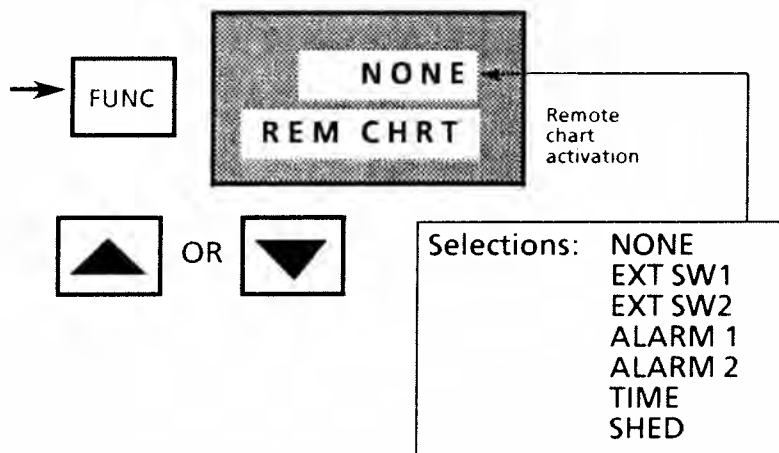 NONE
FUNC
REM CHRT
Remote
chart
activation
OR
Selections: NONE
EXT SW1
EXT SW2
ALARM 1
ALARM 2
TIME
SHED